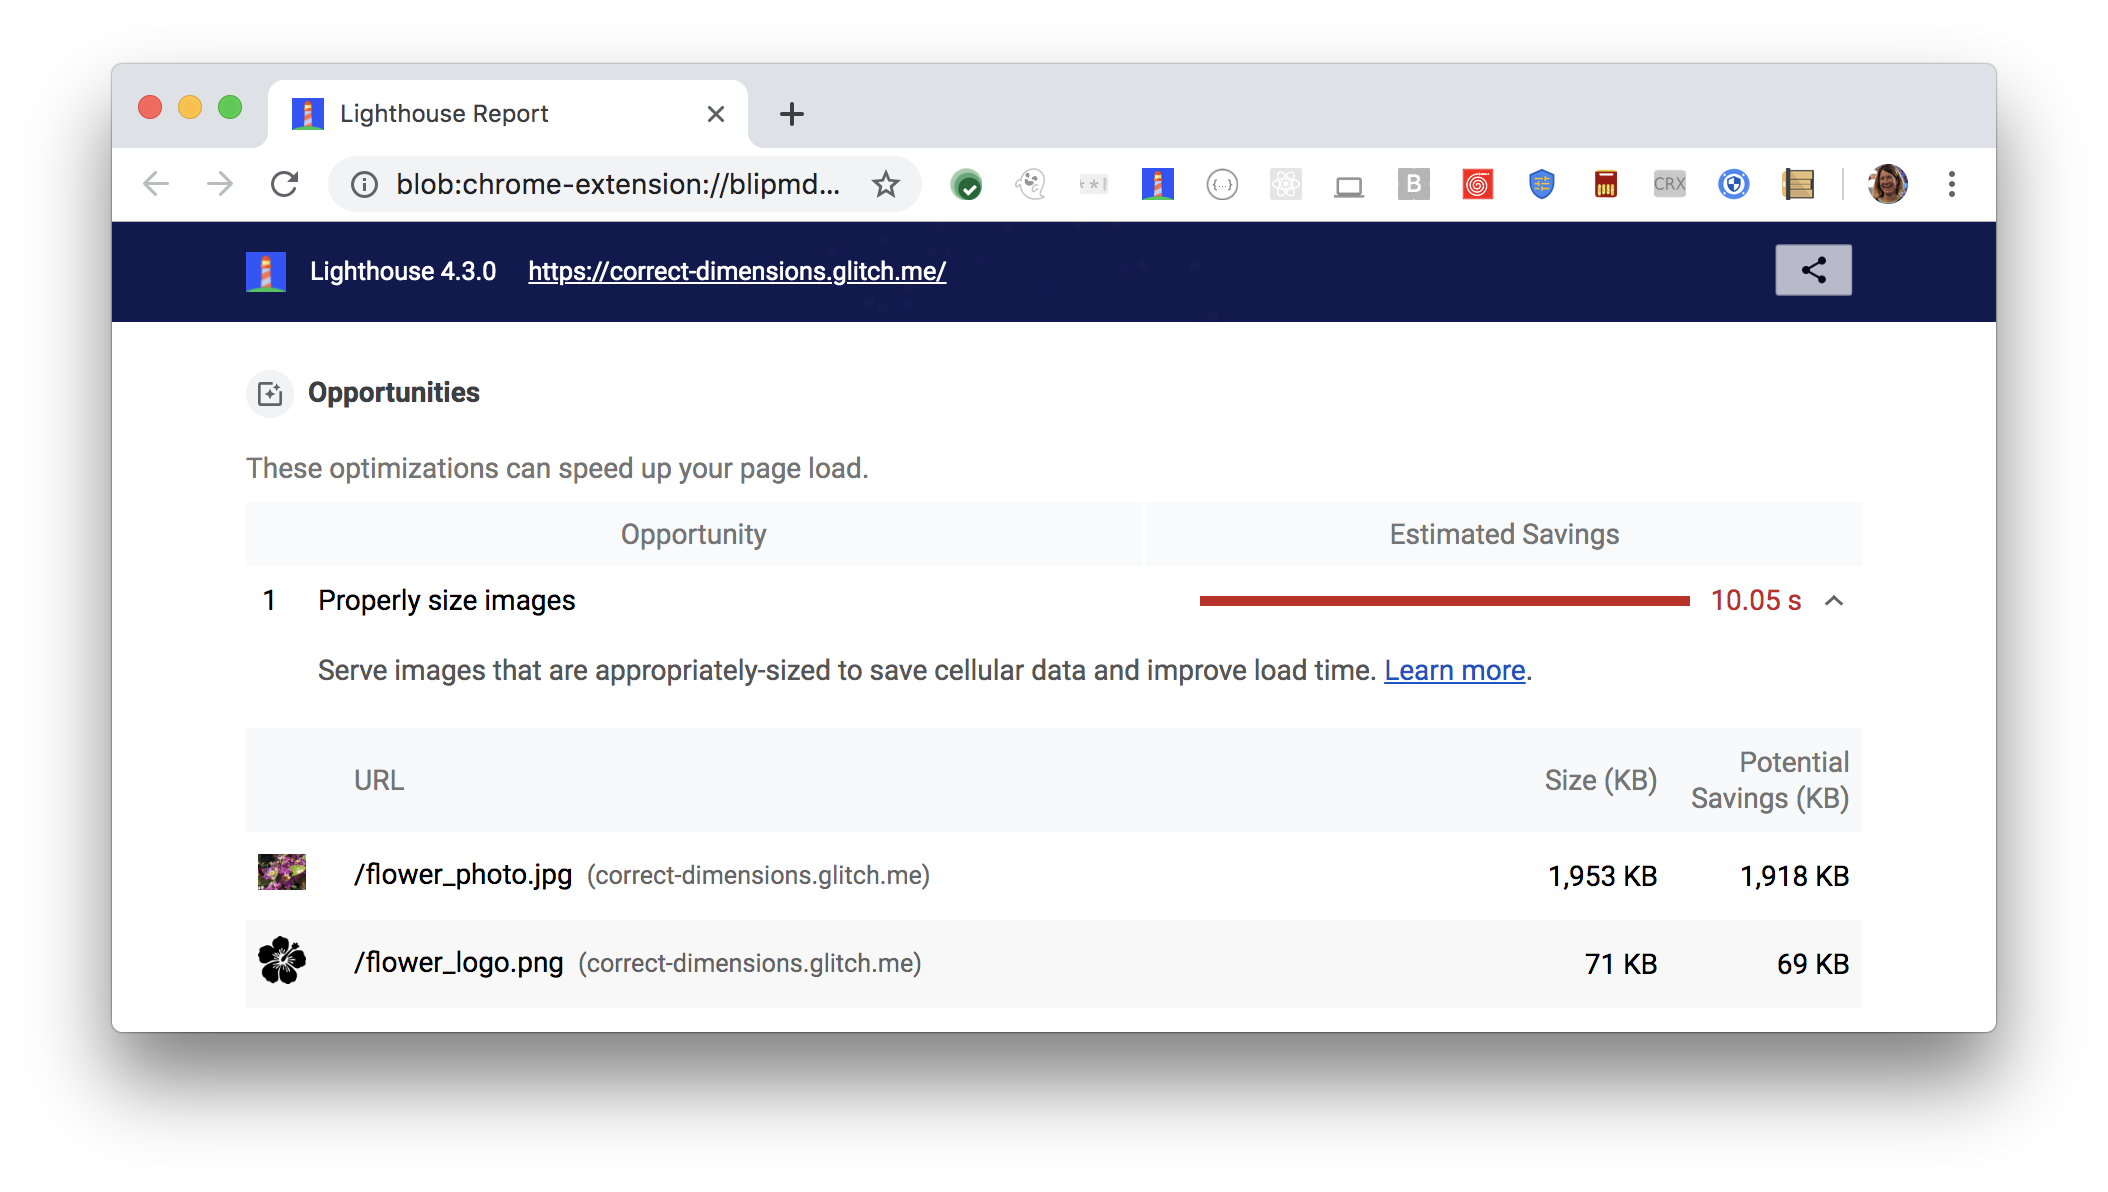 Lighthouse Report
blob:chrome-extension://blipmd...
**!
{...}
B
CRX
Lighthouse 4.3.0 https://correct-dimensions.glitch.me/
Opportunities
These optimizations can speed up your page load.
Opportunity Estimated Savings
1 Properly size images 10.05 s
Serve images that are appropriately-sized to save cellular data and improve load time. Learn more.
URL Size (KB) Potential Savings (KB)
/flower_photo.jpg (correct-dimensions.glitch.me) 1,953 KB 1,918 KB
/flower_logo.png (correct-dimensions.glitch.me) 71 KB 69 KB